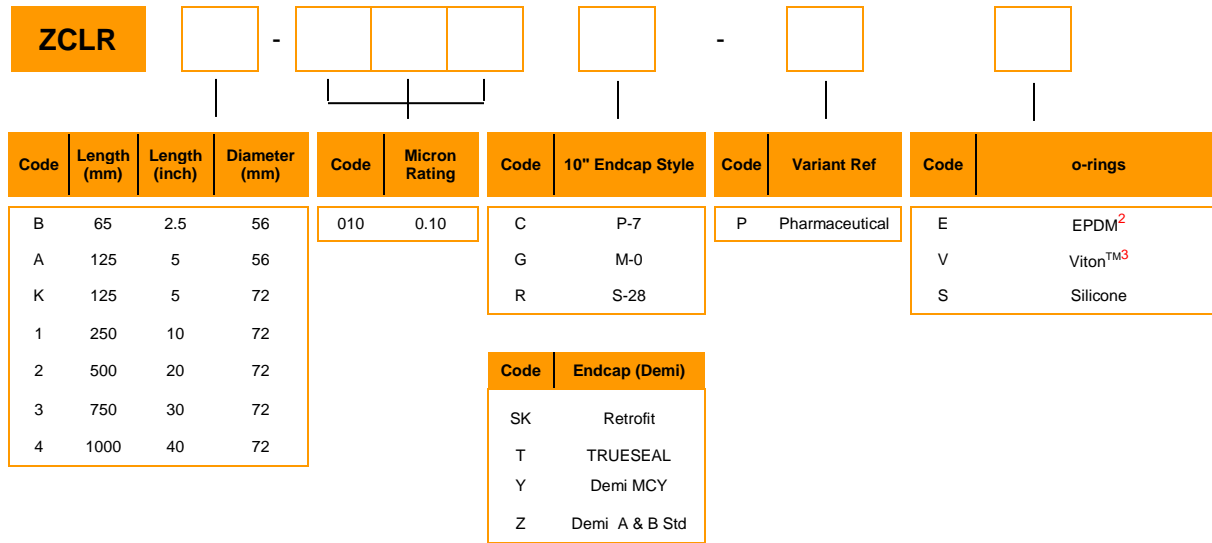 ZCLR - -
Code Length (mm) Length (inch) Diameter (mm)
B 65 2.5 56
A 125 5 56
K 125 5 72
1 250 10 72
2 500 20 72
3 750 30 72
4 1000 40 72
Code Micron Rating
010 0.10
Code 10" Endcap Style
C P-7
G M-0
R S-28
Code Endcap (Demi)
SK Retrofit
T TRUESEAL
Y Demi MCY
Z Demi A & B Std
Code Variant Ref
P Pharmaceutical
Code o-rings
E EPDM2
V Viton™3
S Silicone